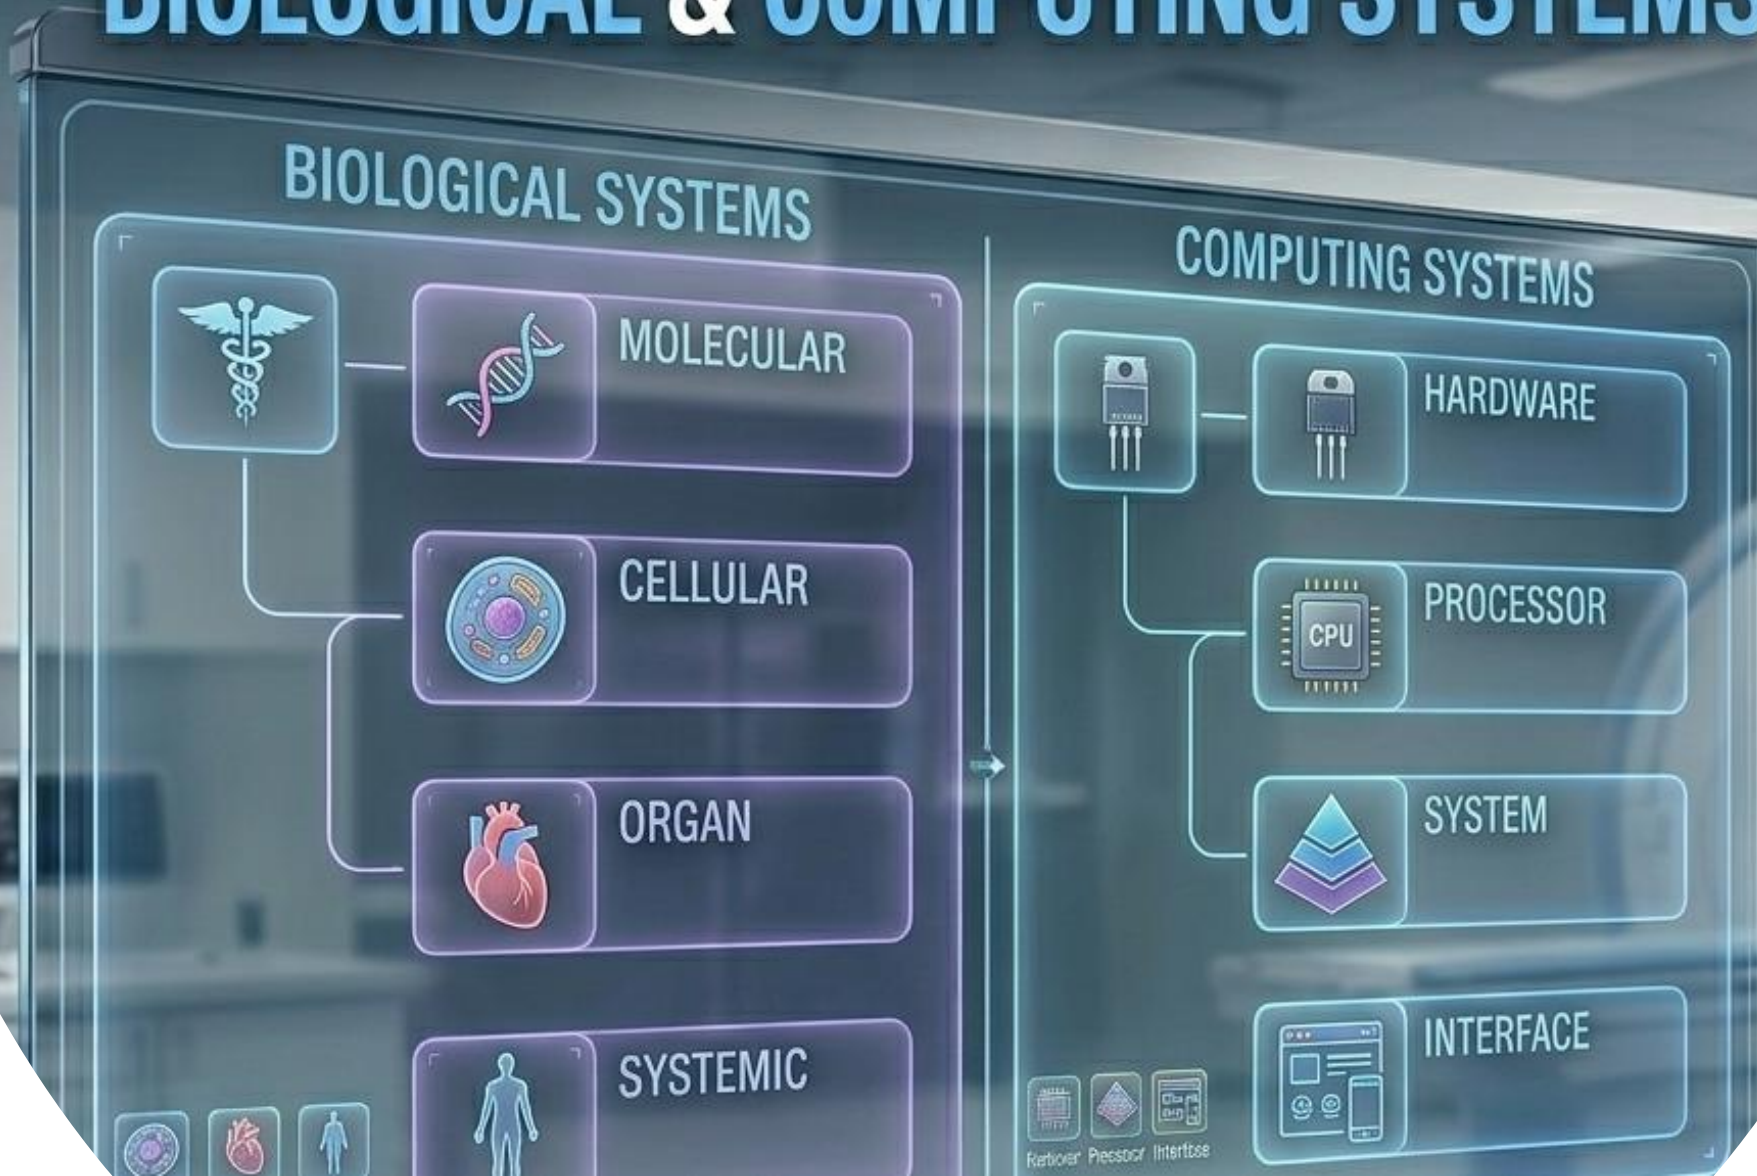 BIOLOGICAL & COMPUTING SYSTEMS
BIOLOGICAL SYSTEMS
MOLECULAR
CELLULAR
ORGAN
SYSTEMIC
COMPUTING SYSTEMS
HARDWARE
PROCESSOR
CPU
SYSTEM
INTERFACE